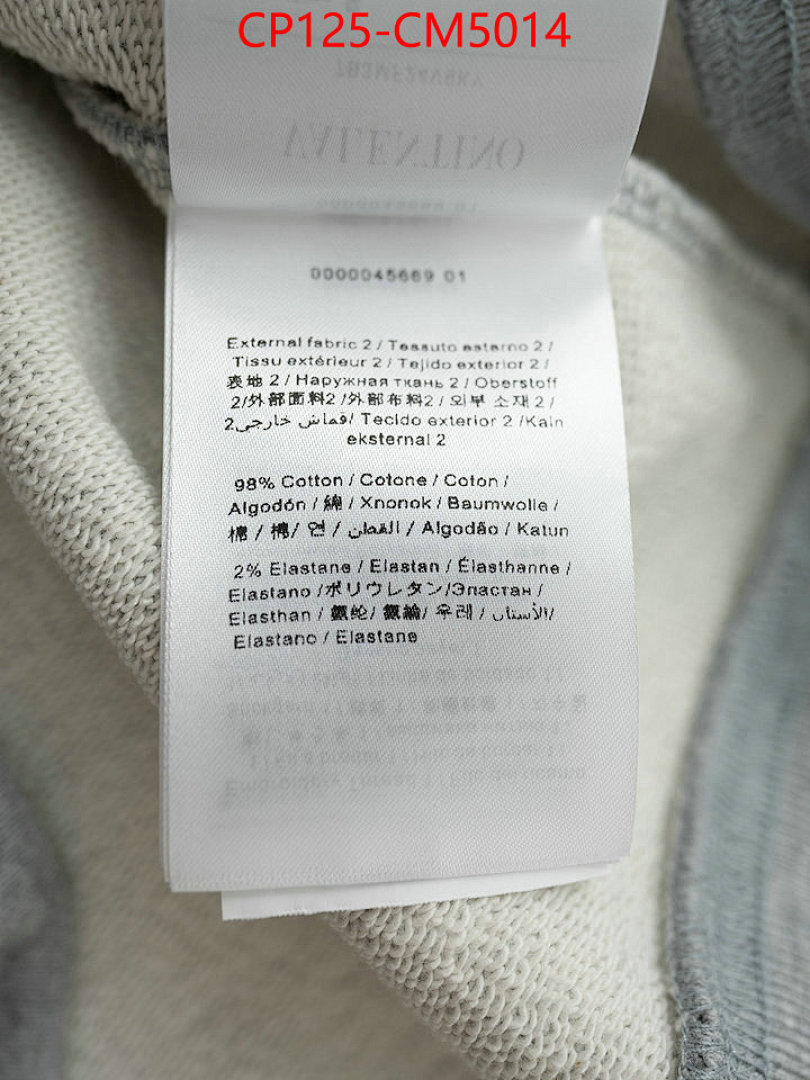 CP125-CM5014
VALENTINO
0000045669 01
External fabric 2 / Tessuto esterno 2 /
Tissu extérieur 2 / Tejido exterior 2 /
表地 2 / Наружная ткань 2 / Oberstoff
2/外部面料2 /外部布料2 / 외부 소재 2 /
قماش خارجي2/ Tecido exterior 2 /Kain
eksternal 2
98% Cotton / Cotone / Coton /
Algodón / 綿 / Хлопок / Baumwolle /
棉 / 棉/ 면 / القطن / Algodão / Katun
2% Elastane / Elastan / Élasthanne /
Elastano /ポリウレタン/Эластан /
Elasthan / 氨纶/ 氨綸/ 우레 / الأستان/
Elastano / Elastane